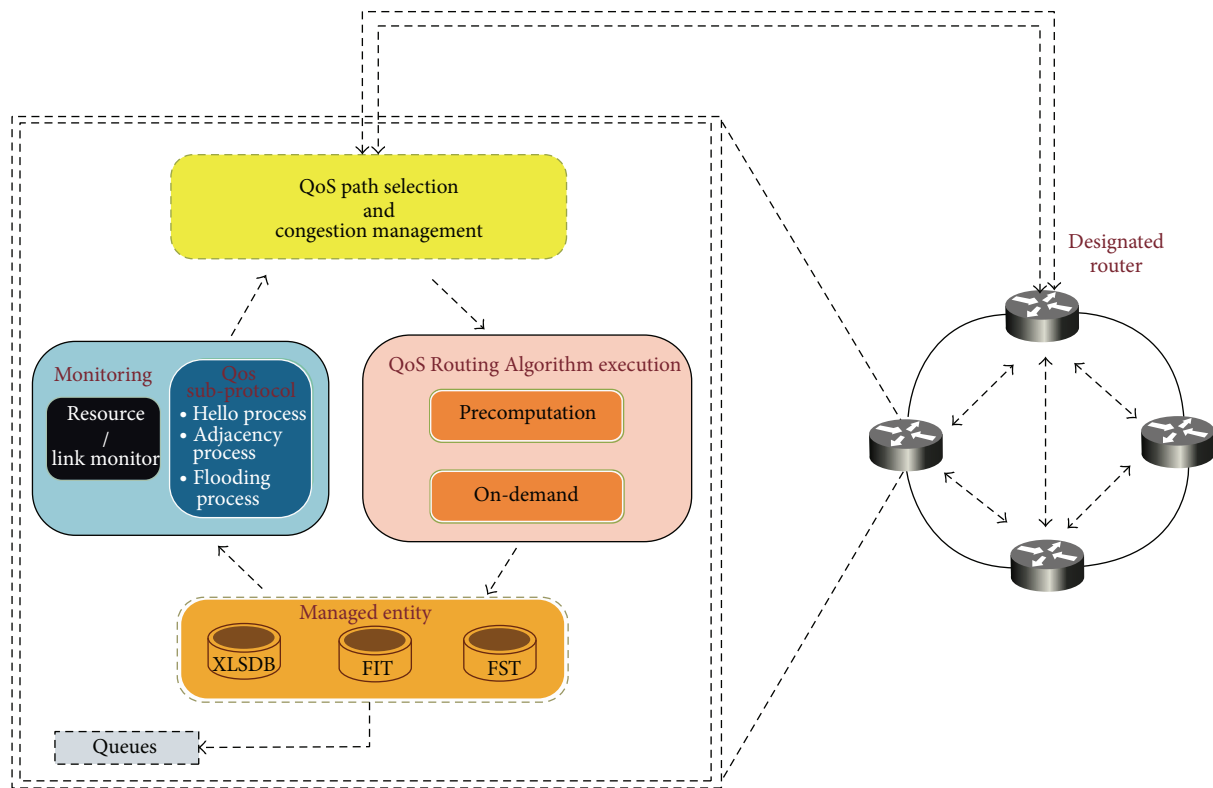 QoS path selection
and
congestion management
Designated
router
Monitoring
Resource
/
link monitor
Qos
sub-protocol
• Hello process
• Adjacency
process
• Flooding
process
QoS Routing Algorithm execution
Precomputation
On-demand
Managed entity
XLSDB
FIT
FST
Queues